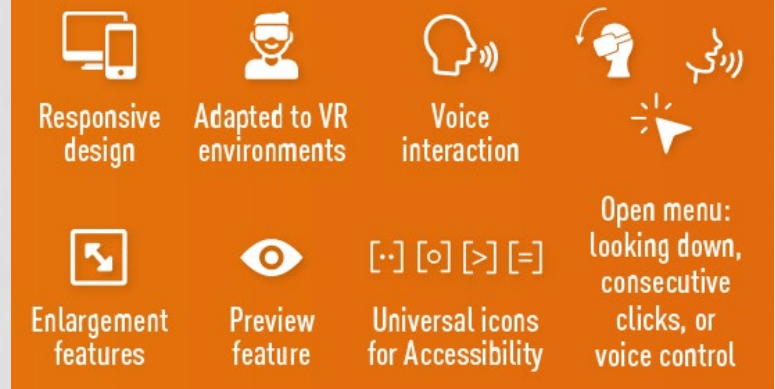 Responsive
design
Adapted to VR
environments
Voice
interaction
Open menu:
looking down,
consecutive
clicks, or
voice control
Enlargement
features
Preview
feature
[··] [○] [>] [=]
Universal icons
for Accessibility